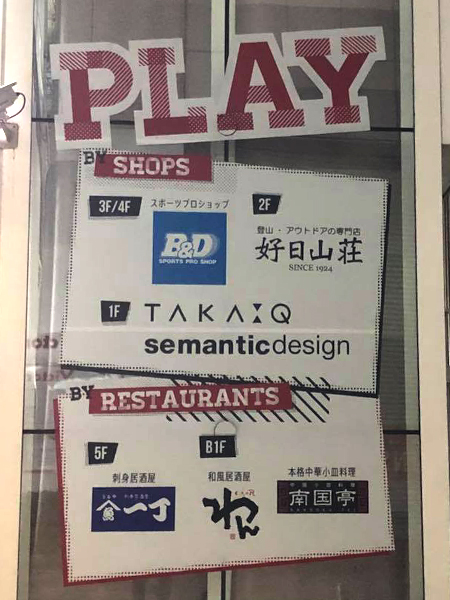 PLAY
BY SHOPS
3F/4F
スポーツプロショップ
B&D
SPORTS PRO SHOP
2F
登山・アウトドアの専門店
好日山荘
SINCE 1924
1F
TAKA:Q
semanticdesign
BY RESTAURANTS
5F
刺身居酒屋
一丁
B1F
和風居酒屋
わん
本格中華小皿料理
南国亭